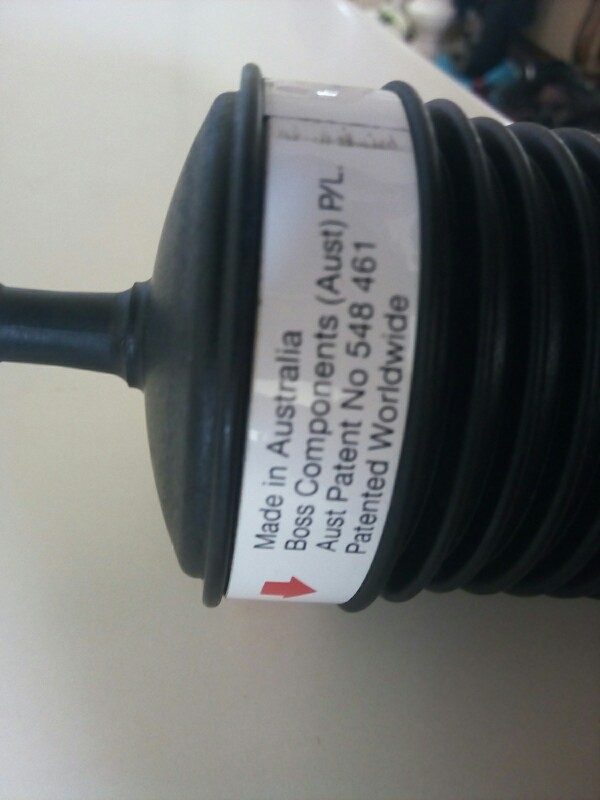 Made in Australia
Boss Components (Aust) P/L.
Aust Patent No 548 461
Patented Worldwide